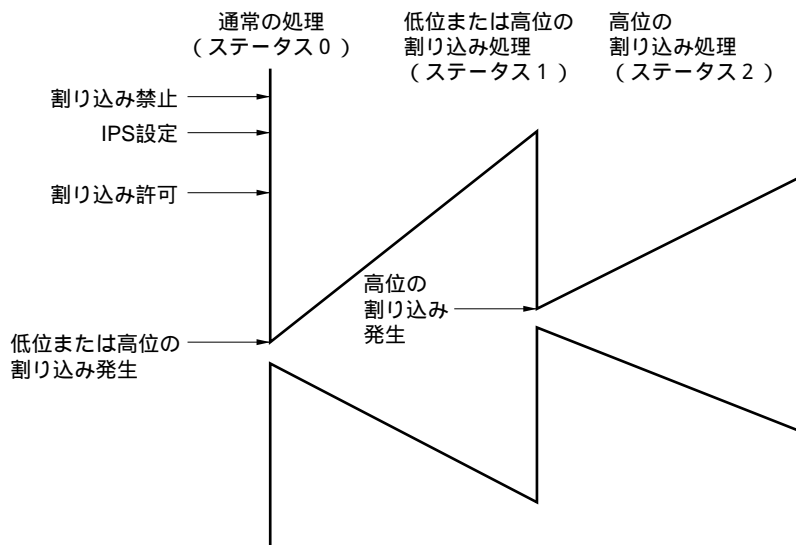 通常の処理
（ステータス0）
低位または高位の
割り込み処理
（ステータス1）
高位の
割り込み処理
（ステータス2）
割り込み禁止
IPS設定
割り込み許可
高位の
割り込み
発生
低位または高位の
割り込み発生